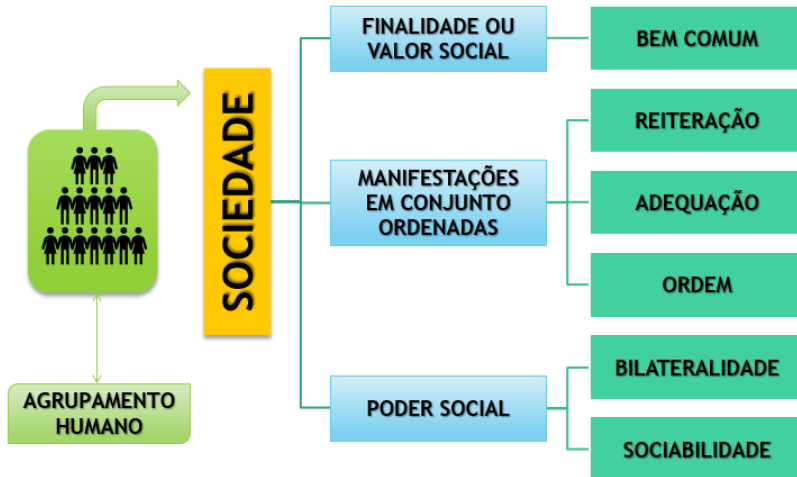 AGRUPAMENTO
HUMANO
SOCIEDADE
FINALIDADE OU
VALOR SOCIAL
BEM COMUM
MANIFESTAÇÕES
EM CONJUNTO
ORDENADAS
REITERAÇÃO
ADEQUAÇÃO
ORDEM
PODER SOCIAL
BILATERALIDADE
SOCIABILIDADE